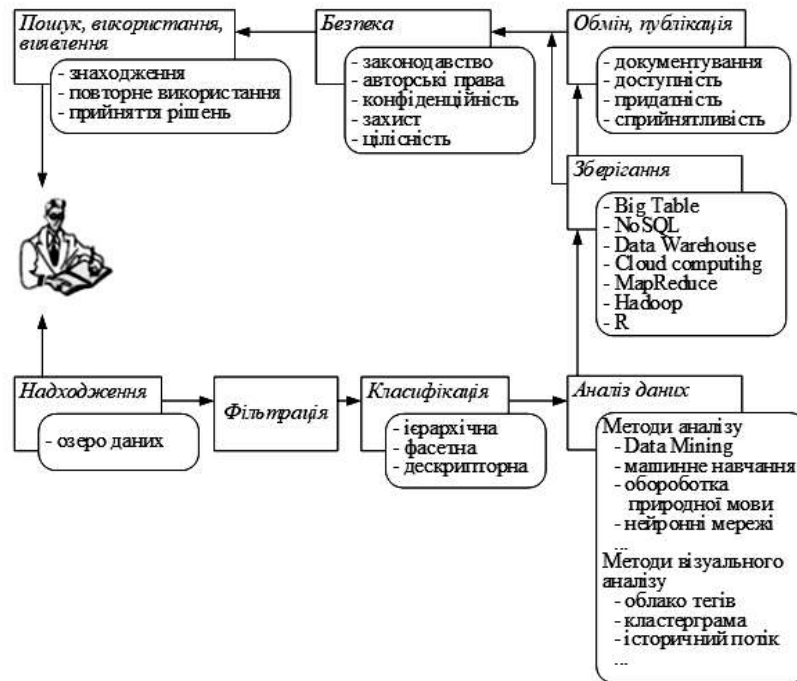 Пошук, використання,
виявлення
- знаходження
- повторне використання
- прийняття рішень
Безпека
- законодавство
- авторські права
- конфіденційність
- захист
- цілісність
Обмін, публікація
- документування
- доступність
- придатність
- сприйнятливість
Зберігання
- Big Table
- NoSQL
- Data Warehouse
- Cloud computihg
- MapReduce
- Hadoop
- R
Надходження
- озеро даних
Фільтрація
Класифікація
- ієрархічна
- фасетна
- дескрипторна
Аналіз даних
Методи аналізу
- Data Mining
- машинне навчання
- обороботка
природної мови
- нейронні мережі
...
Методи візуального
аналізу
- облако тегів
- кластерграма
- історичний потік
...